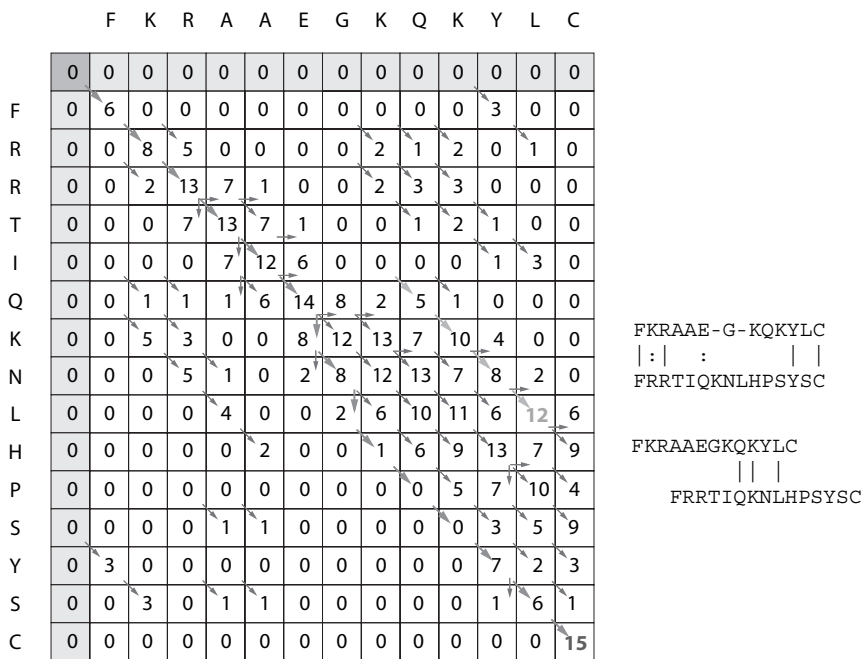 F K R A A E G K Q K Y L C
0 0 0 0 0 0 0 0 0 0 0 0 0 0
F 0 6 0 0 0 0 0 0 0 0 0 3 0 0
R 0 0 8 5 0 0 0 0 2 1 2 0 1 0
R 0 0 2 13 7 1 0 0 2 3 3 0 0 0
T 0 0 0 7 13 7 1 0 0 1 2 1 0 0
I 0 0 0 0 7 12 6 0 0 0 0 1 3 0
Q 0 0 1 1 1 6 14 8 2 5 1 0 0 0
K 0 0 5 3 0 0 8 12 13 7 10 4 0 0
N 0 0 0 5 1 0 2 8 12 13 7 8 2 0
L 0 0 0 0 4 0 0 2 6 10 11 6 12 6
H 0 0 0 0 0 2 0 0 1 6 9 13 7 9
P 0 0 0 0 0 0 0 0 0 0 5 7 10 4
S 0 0 0 0 1 1 0 0 0 0 0 3 5 9
Y 0 3 0 0 0 0 0 0 0 0 0 7 2 3
S 0 0 3 0 1 1 0 0 0 0 0 1 6 1
C 0 0 0 0 0 0 0 0 0 0 0 0 0 15
FKRAAE-G-KQKYLC
|:| : | |
FRRTIQKNLHPSYSC
FKRAAEGKQKYLC
|| |
FRRTIQKNLHPSYSC